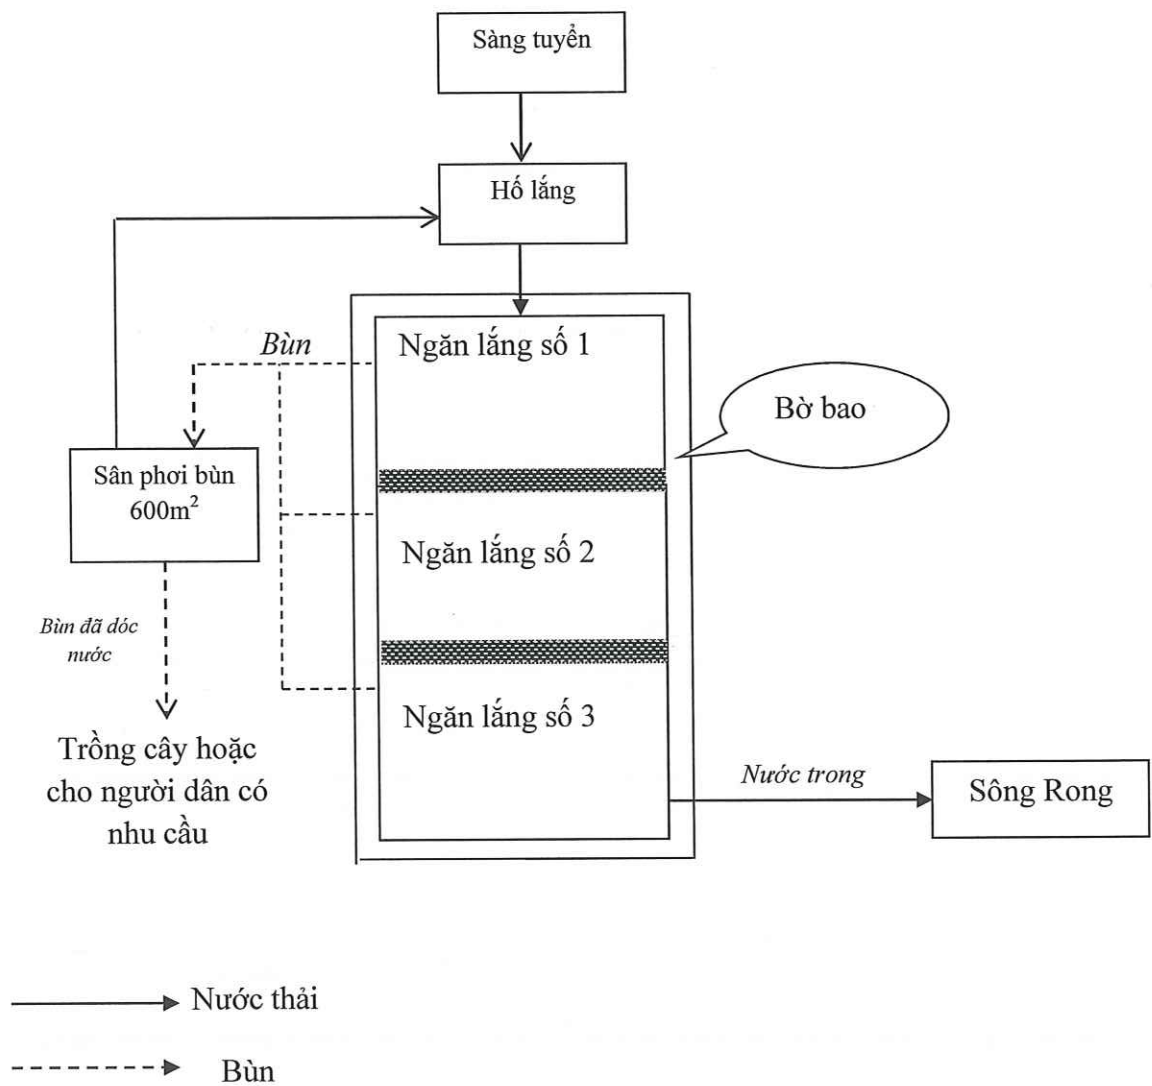 Sàng tuyển
Hố lắng
Bùn
Ngăn lắng số 1
Bờ bao
Sân phơi bùn
600m²
Ngăn lắng số 2
Bùn đã dóc
nước
Ngăn lắng số 3
Trồng cây hoặc
cho người dân có
nhu cầu
Nước trong
Sông Rong
Nước thải
Bùn